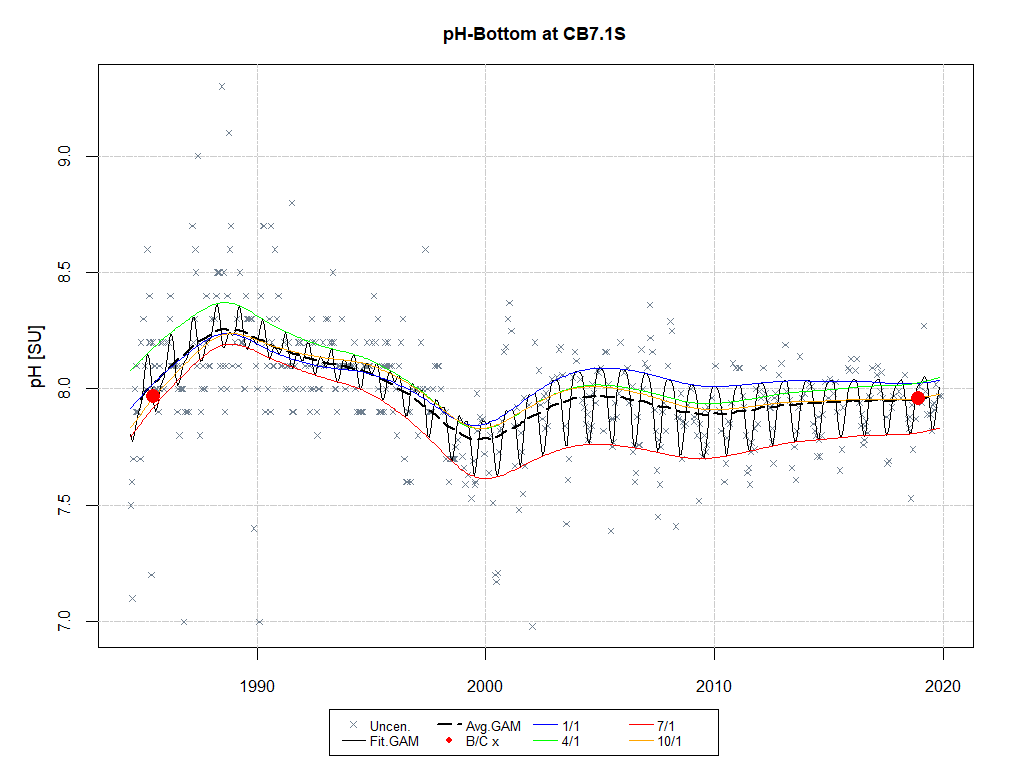 pH-Bottom at CB7.1S
pH [SU]
9.0
8.5
8.0
7.5
7.0
1990 2000 2010 2020
Uncen. Avg.GAM 1/1 7/1
Fit.GAM B/C x 4/1 10/1